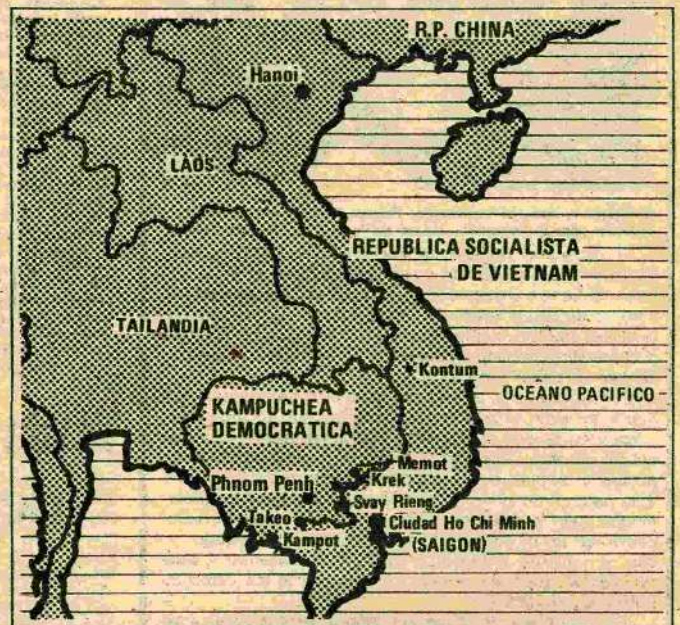 R.P. CHINA
Hanoi
LAOS
REPUBLICA SOCIALISTA
DE VIETNAM
TAILANDIA
Kontum
OCEANO PACIFICO
KAMPUCHEA
DEMOCRATICA
Memot
Krek
Phnom Penh
Svay Rieng
Takeo
Ciudad Ho Chi Minh
(SAIGON)
Kampot